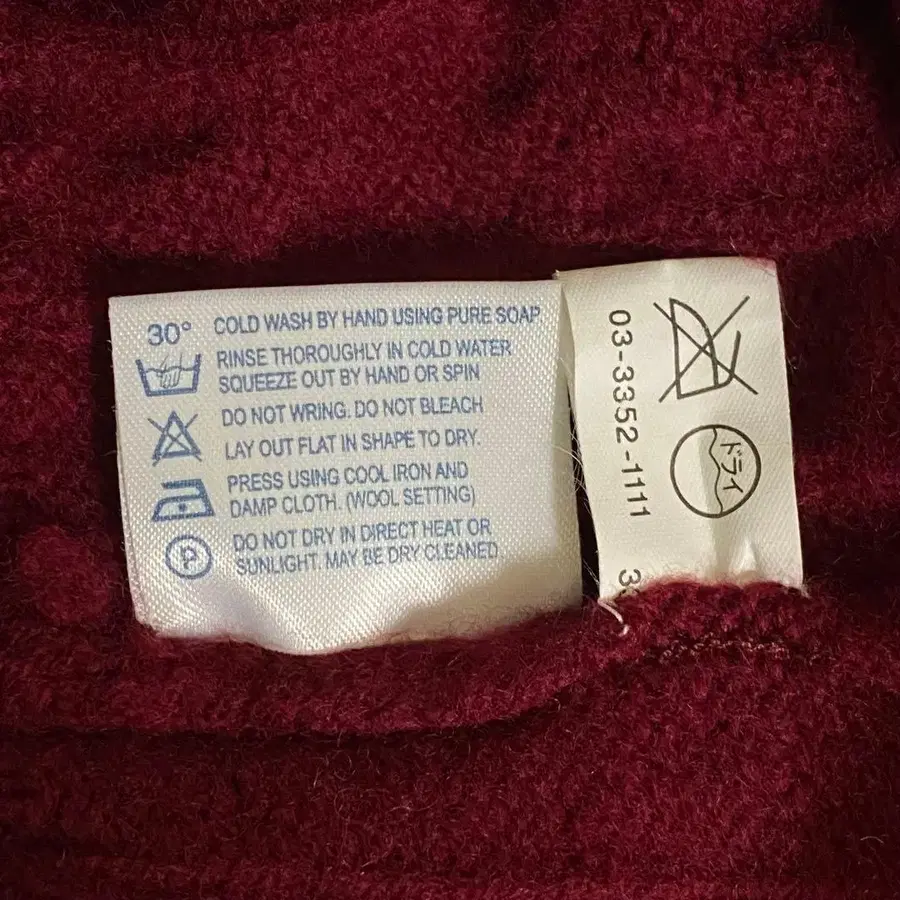 30°
COLD WASH BY HAND USING PURE SOAP
RINSE THOROUGHLY IN COLD WATER
SQUEEZE OUT BY HAND OR SPIN
DO NOT WRING. DO NOT BLEACH
LAY OUT FLAT IN SHAPE TO DRY.
PRESS USING COOL IRON AND
DAMP CLOTH. (WOOL SETTING)
P
DO NOT DRY IN DIRECT HEAT OR
SUNLIGHT. MAY BE DRY CLEANED
ドライ
03-3352-1111